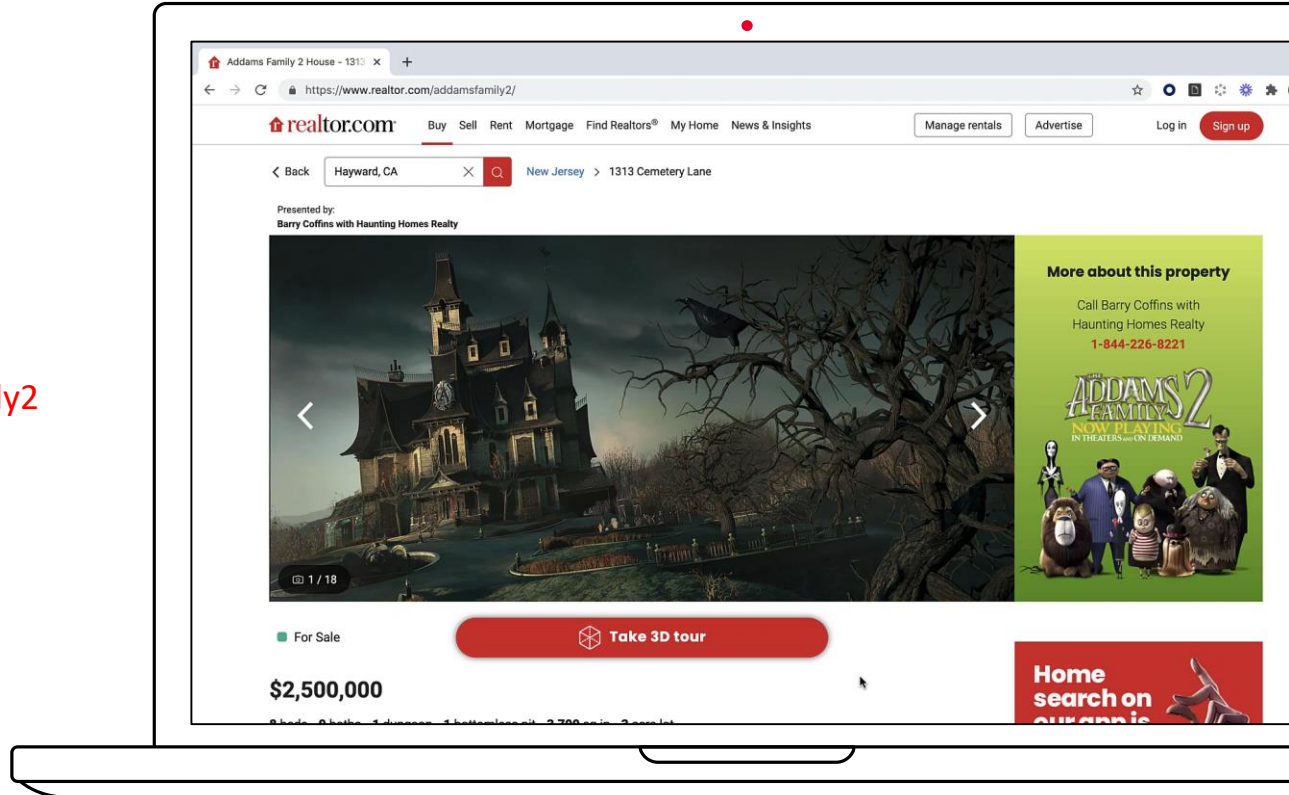 Addams Family 2 House - 1313
https://www.realtor.com/addamsfamily2/
realtor.com
Buy Sell Rent Mortgage Find Realtors® My Home News & Insights
Manage rentals Advertise Log in Sign up
Back Hayward, CA New Jersey > 1313 Cemetery Lane
Presented by:
Barry Coffins with Haunting Homes Realty
More about this property
Call Barry Coffins with
Haunting Homes Realty
1-844-226-8221
THE
ADDAMS
FAMILY 2
NOW PLAYING
IN THEATERS AND ON DEMAND
ly2
1 / 18
For Sale
Take 3D tour
$2,500,000
Home
search on
our app is